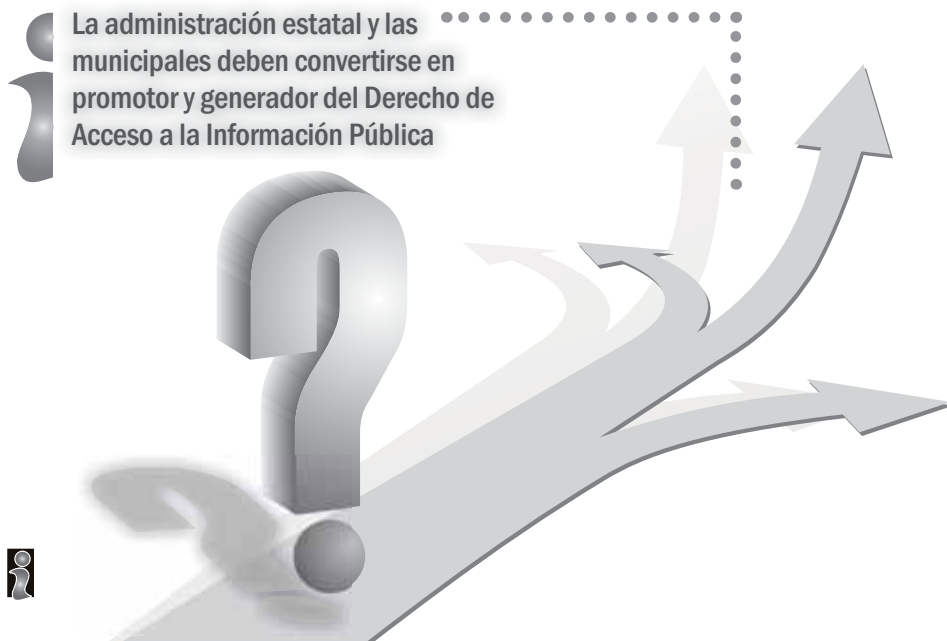 La administración estatal y las
municipales deben convertirse en
promotor y generador del Derecho de
Acceso a la Información Pública